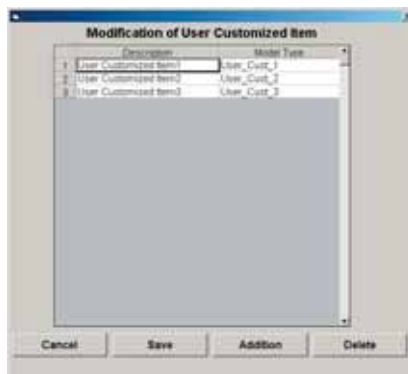 Modification of User Customized Item
Description Model Type
1 User Customized Item1 User_Cust_1
2 User Customized Item2 User_Cust_2
3 User Customized Item3 User_Cust_3
Cancel Save Addition Delete